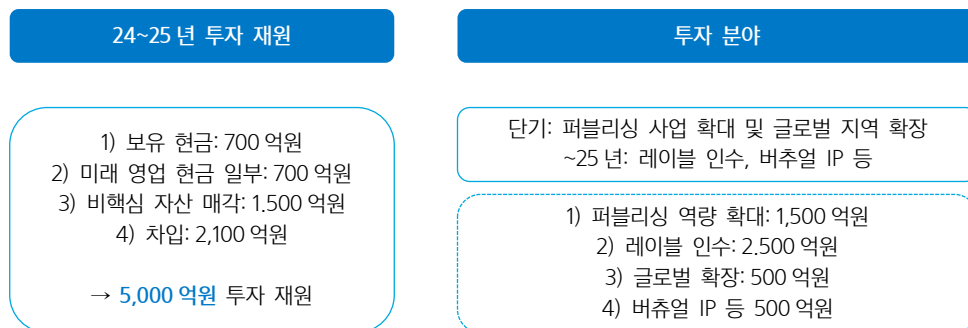 24~25년 투자 재원
1) 보유 현금: 700 억원
2) 미래 영업 현금 일부: 700 억원
3) 비핵심 자산 매각: 1.500 억원
4) 차입: 2,100 억원
→ 5,000 억원 투자 재원
투자 분야
단기: 퍼블리싱 사업 확대 및 글로벌 지역 확장
~25 년: 레이블 인수, 버추얼 IP 등
1) 퍼블리싱 역량 확대: 1,500 억원
2) 레이블 인수: 2.500 억원
3) 글로벌 확장: 500 억원
4) 버츄얼 IP 등 500 억원